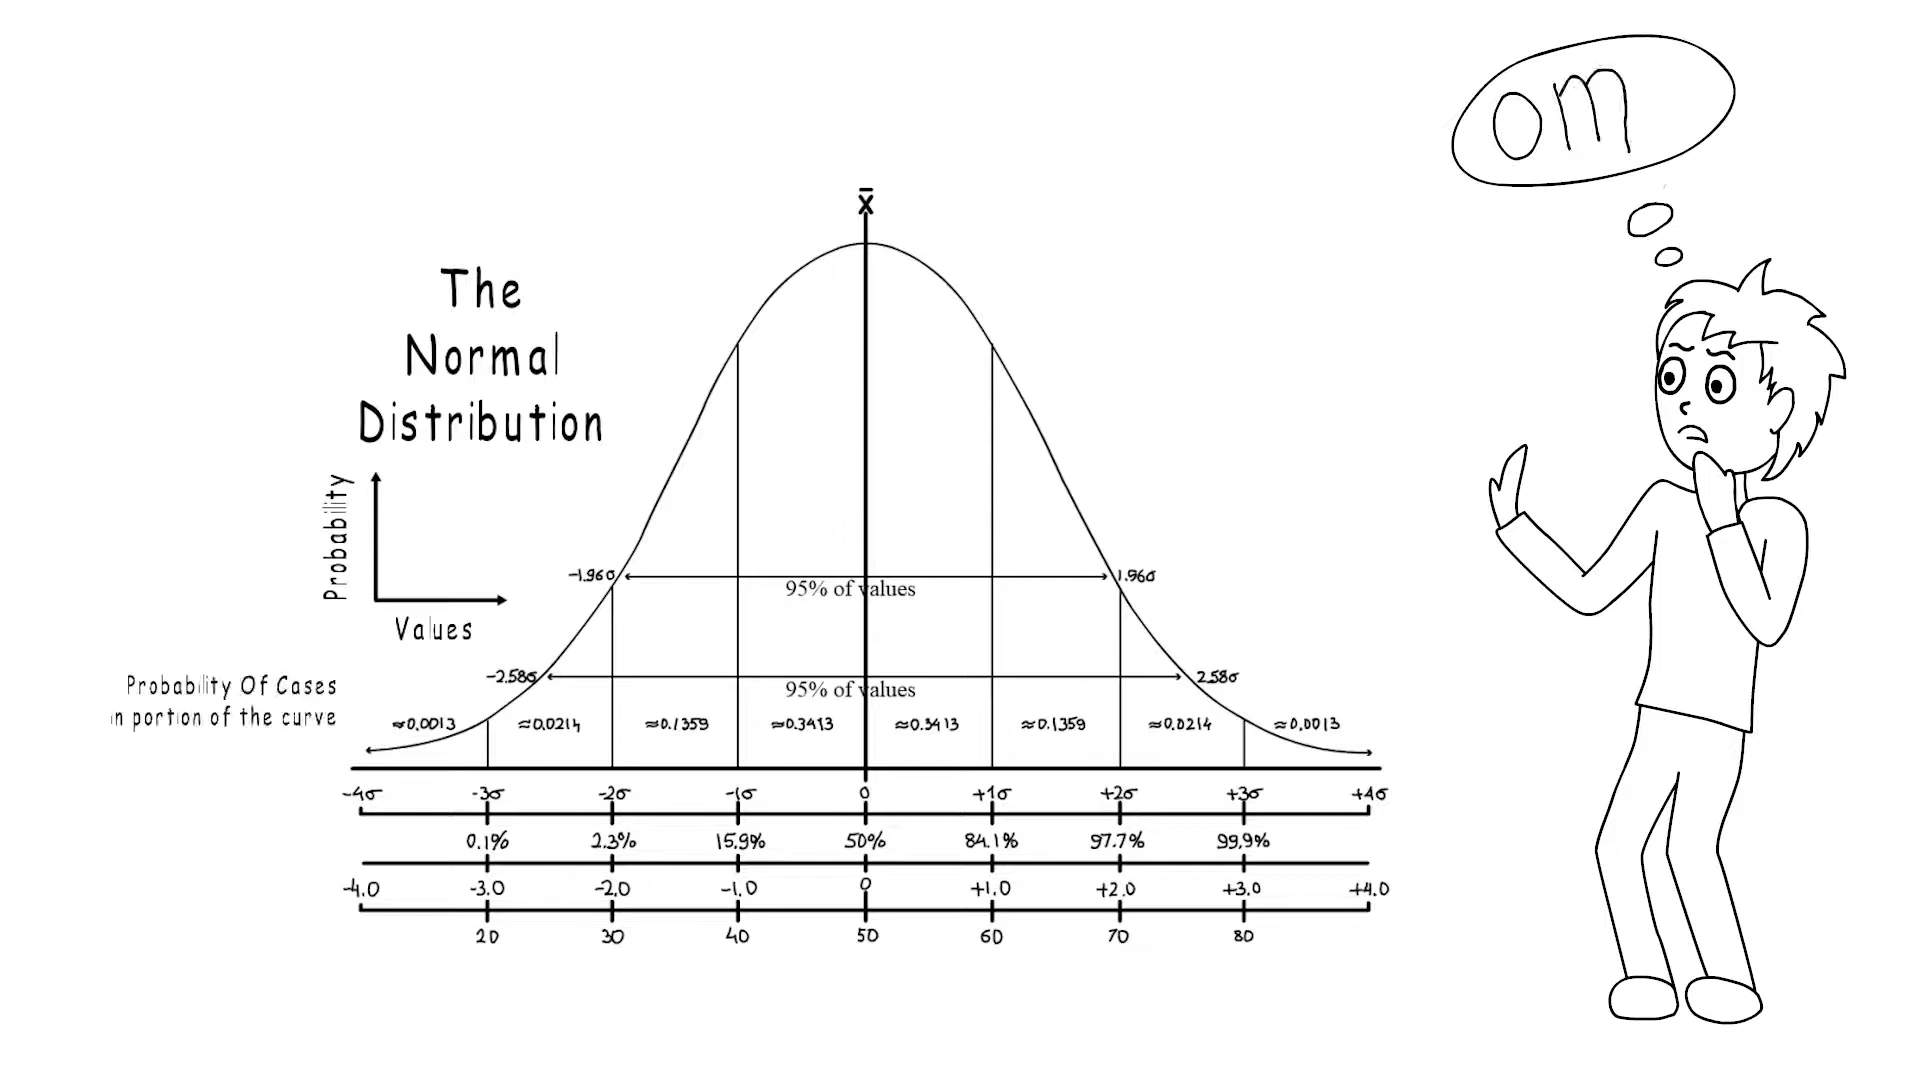 om
x̄
The
Normal
Distribution
Probability
Values
-1.96σ 95% of values 1.96σ
-2.58σ 95% of values 2.58σ
Probability Of Cases
in portion of the curve
≈0.0013 ≈0.0214 ≈0.1359 ≈0.3413 ≈0.3413 ≈0.1359 ≈0.0214 ≈0.0013
-4σ -3σ -2σ -1σ 0 +1σ +2σ +3σ +4σ
0.1% 2.3% 15.9% 50% 84.1% 97.7% 99.9%
-4.0 -3.0 -2.0 -1.0 0 +1.0 +2.0 +3.0 +4.0
20 30 40 50 60 70 80